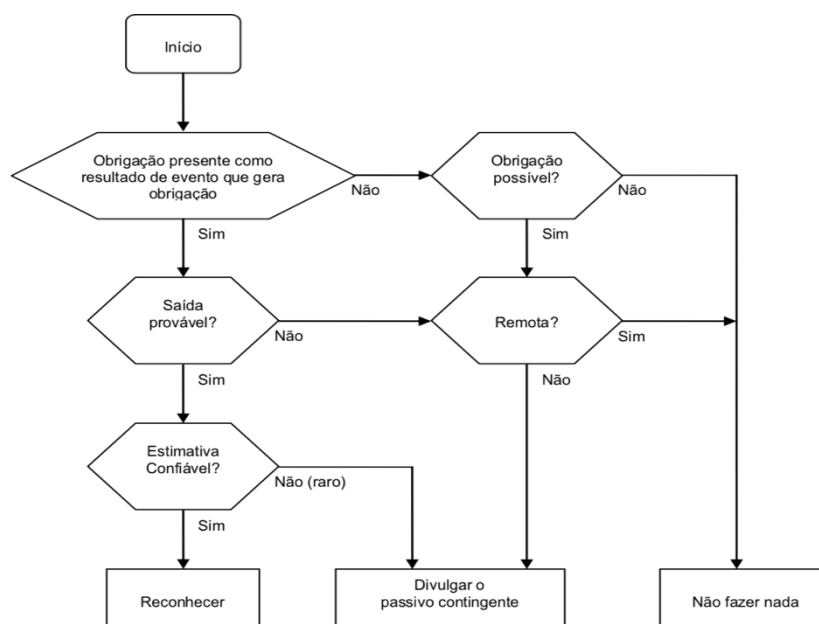 Início
Obrigação presente como
resultado de evento que gera
obrigação
Não
Obrigação
possível?
Não
Sim
Sim
Saída
provável?
Não
Remota?
Sim
Sim
Não
Estimativa
Confiável?
Não (raro)
Sim
Reconhecer
Divulgar o
passivo contingente
Não fazer nada